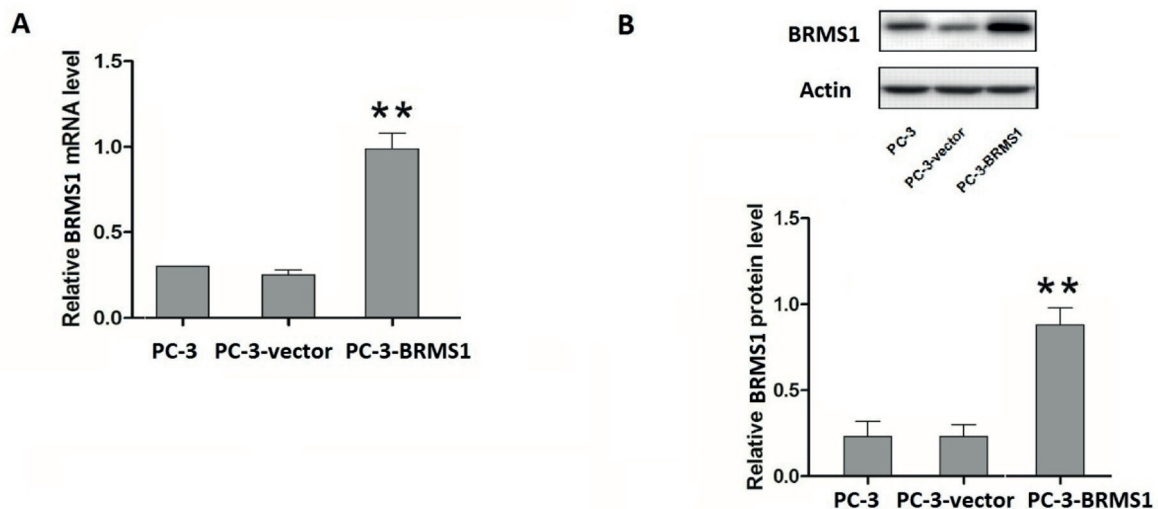 A
Relative BRMS1 mRNA level
1.5
1.0
0.5
0.0
**
PC-3 PC-3-vector PC-3-BRMS1
B
BRMS1
Actin
PC-3
PC-3-vector
PC-3-BRMS1
Relative BRMS1 protein level
1.5
1.0
0.5
0.0
**
PC-3 PC-3-vector PC-3-BRMS1